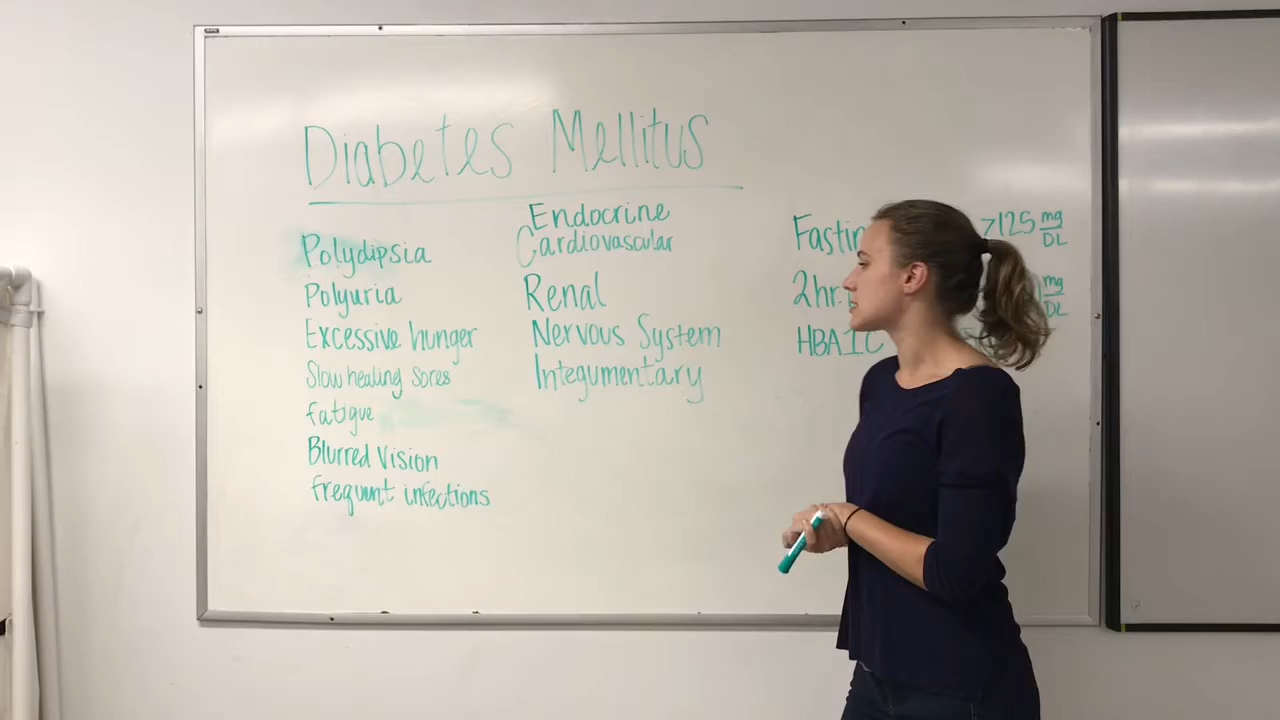 Diabetes Mellitus
Polydipsia
Polyuria
Excessive hunger
Slow healing sores
fatigue
Blurred Vision
frequent infections
Endocrine
Cardiovascular
Renal
Nervous System
Integumentary
>125 mg/DL
2hr.
mg/DL
HBA1C